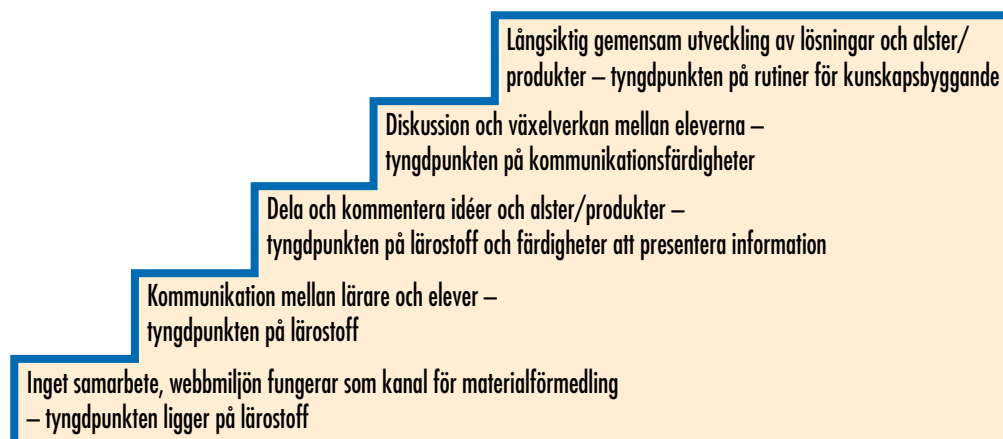 Långsiktig gemensam utveckling av lösningar och alster/
produkter – tyngdpunkten på rutiner för kunskapsbyggande
Diskussion och växelverkan mellan eleverna –
tyngdpunkten på kommunikationsfärdigheter
Dela och kommentera idéer och alster/produkter –
tyngdpunkten på lärostoff och färdigheter att presentera information
Kommunikation mellan lärare och elever –
tyngdpunkten på lärostoff
Inget samarbete, webbmiljön fungerar som kanal för materialförmedling
– tyngdpunkten ligger på lärostoff